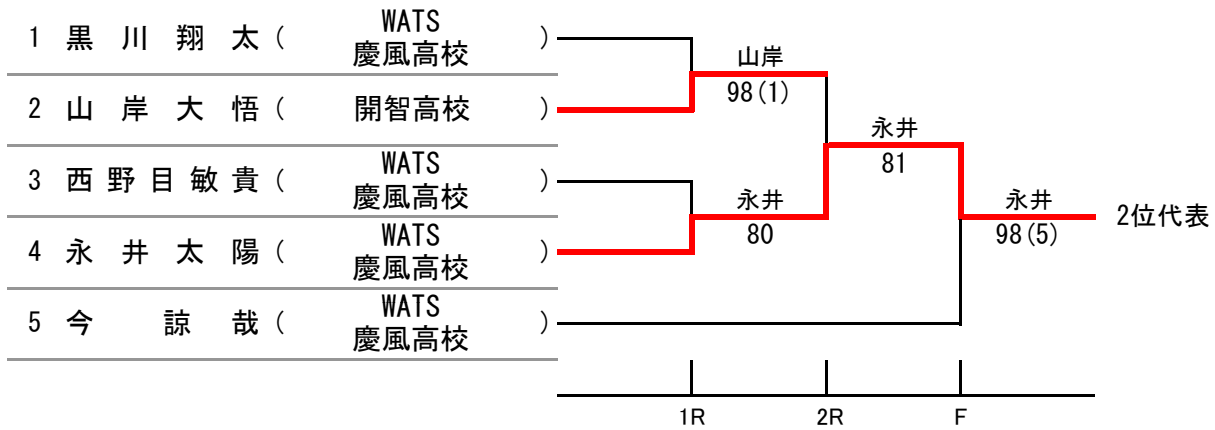 1 黒川翔太 ( WATS 慶風高校 )
山岸
98(1)
2 山岸大悟 ( 開智高校 )
永井
81
3 西野目敏貴 ( WATS 慶風高校 )
永井
80
永井
98(5)
2位代表
4 永井太陽 ( WATS 慶風高校 )
5 今諒哉 ( WATS 慶風高校 )
1R 2R F